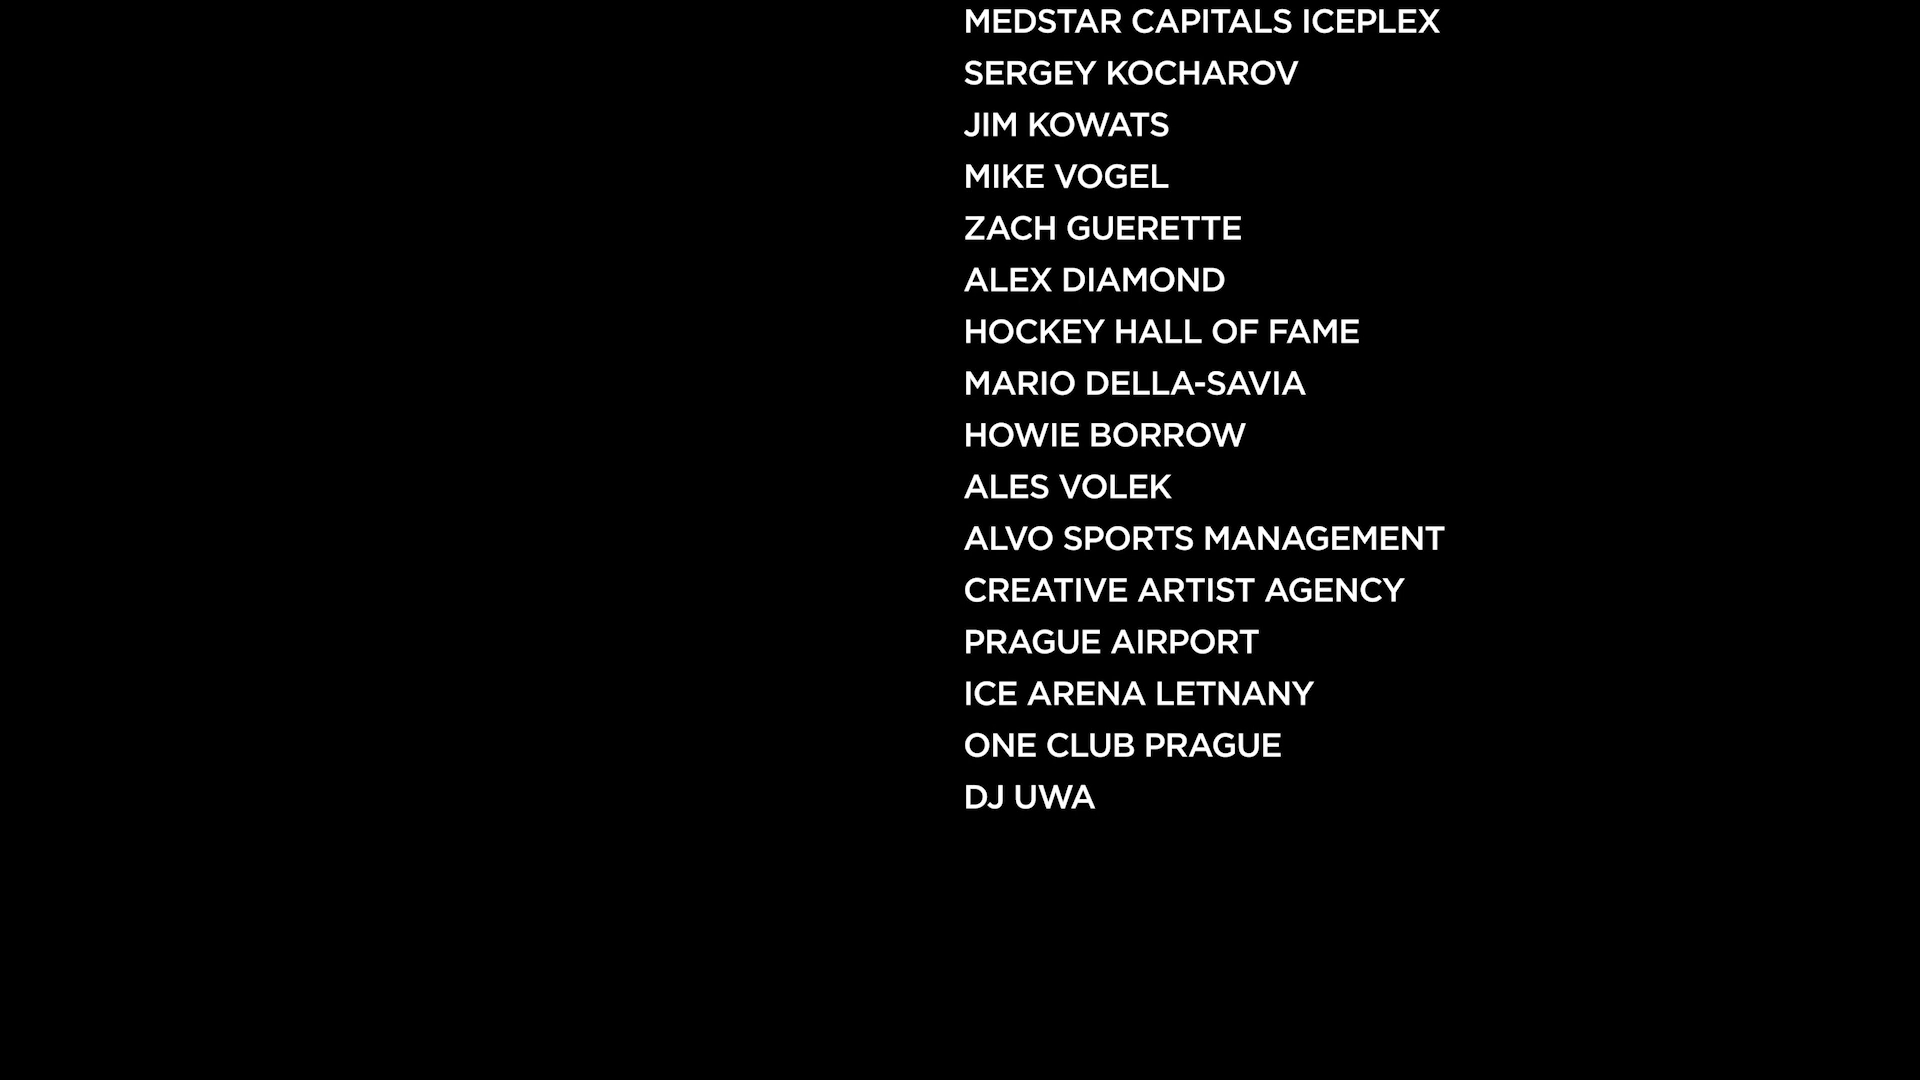 MEDSTAR CAPITALS ICEPLEX
SERGEY KOCHAROV
JIM KOWATS
MIKE VOGEL
ZACH GUERETTE
ALEX DIAMOND
HOCKEY HALL OF FAME
MARIO DELLA-SAVIA
HOWIE BORROW
ALES VOLEK
ALVO SPORTS MANAGEMENT
CREATIVE ARTIST AGENCY
PRAGUE AIRPORT
ICE ARENA LETNANY
ONE CLUB PRAGUE
DJ UWA